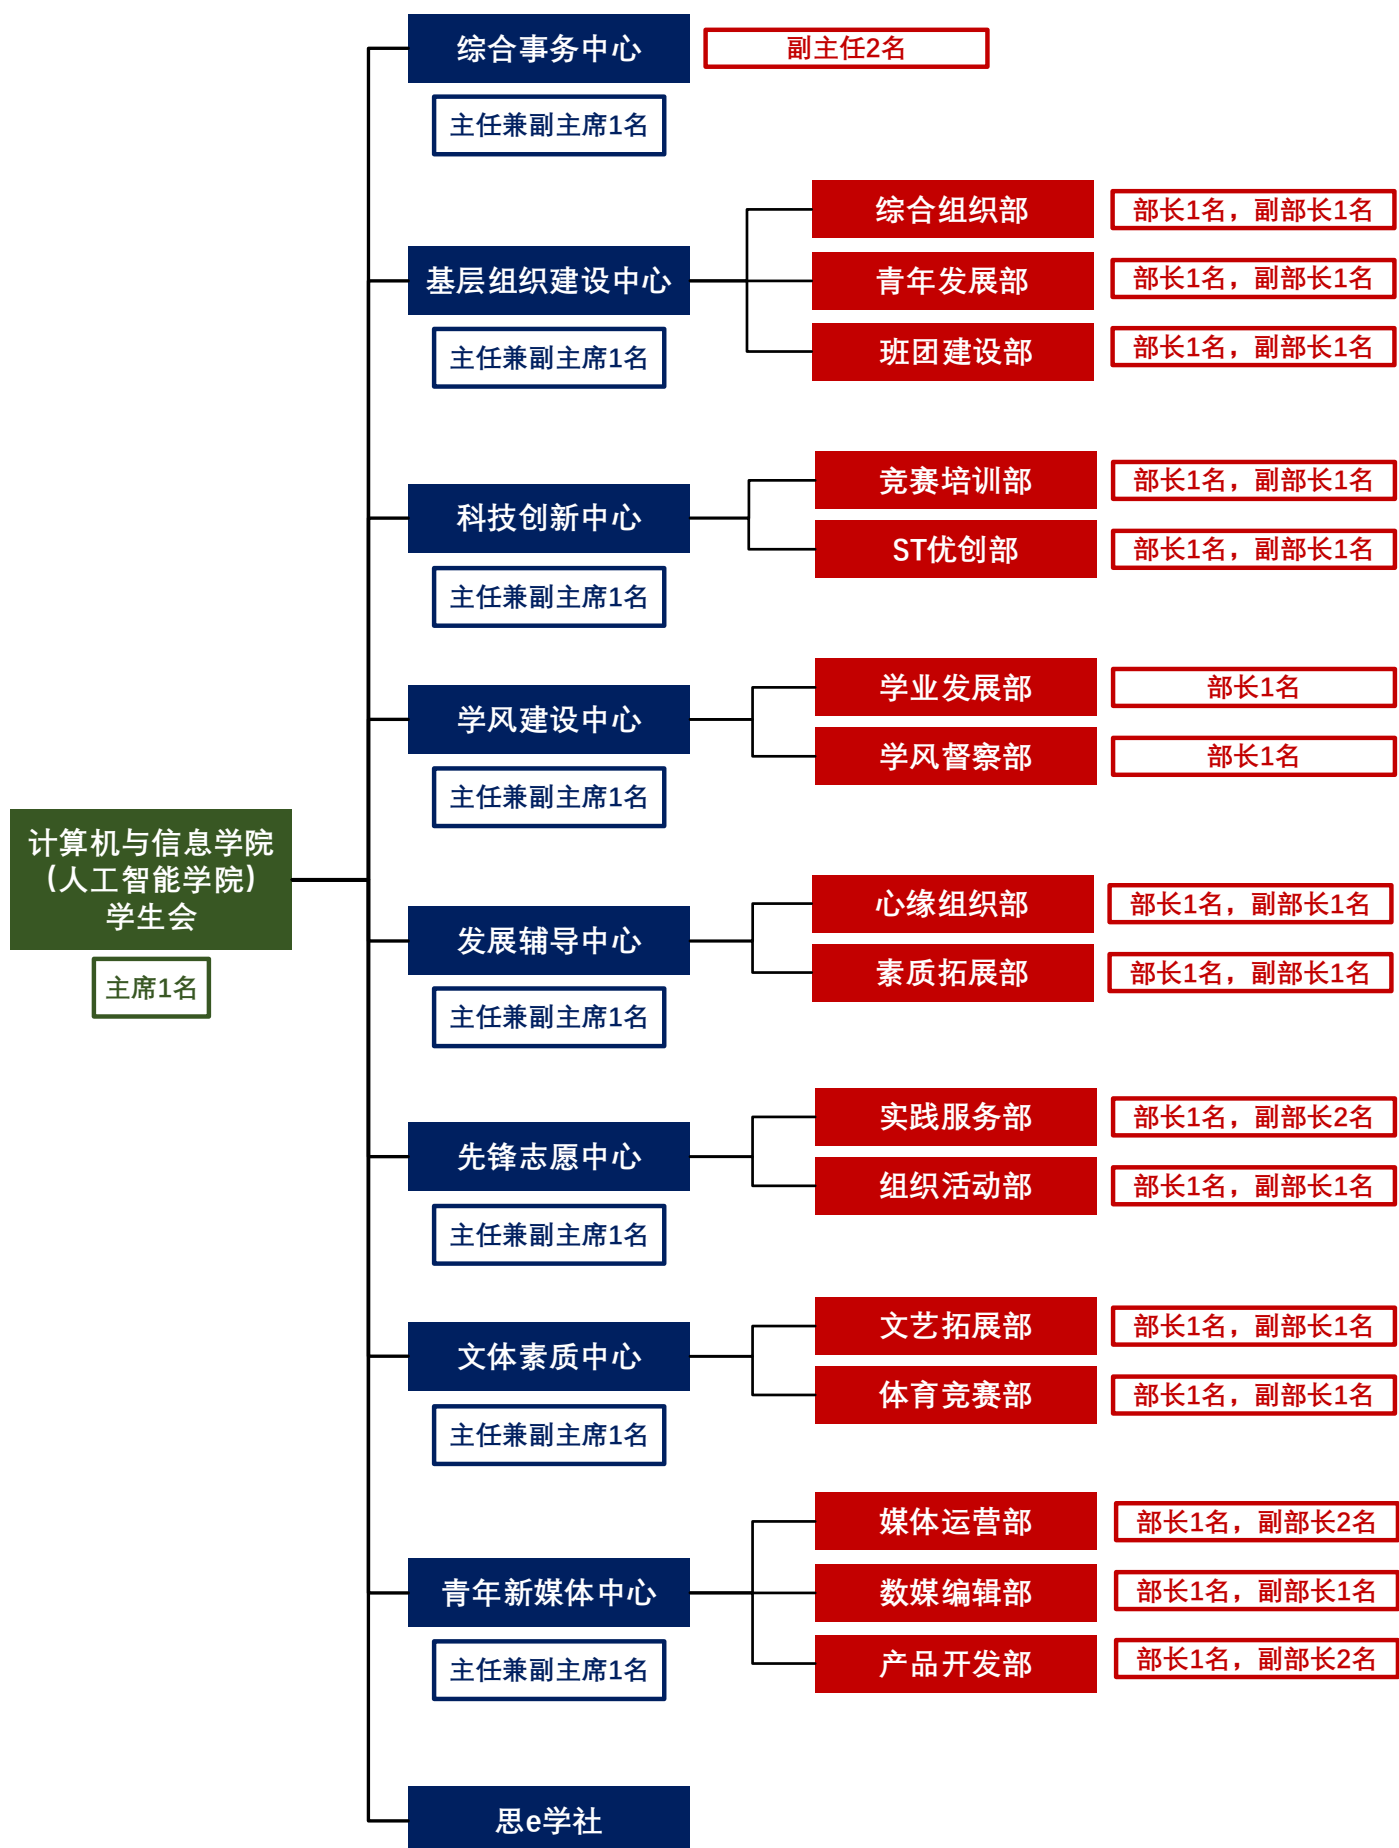 综合事务中心
副主任2名
主任兼副主席1名
综合组织部
部长1名，副部长1名
基层组织建设中心
青年发展部
部长1名，副部长1名
主任兼副主席1名
班团建设部
部长1名，副部长1名
竞赛培训部
部长1名，副部长1名
科技创新中心
ST优创部
部长1名，副部长1名
主任兼副主席1名
学业发展部
部长1名
学风建设中心
学风督察部
部长1名
主任兼副主席1名
计算机与信息学院
（人工智能学院）
学生会
主席1名
心缘组织部
部长1名，副部长1名
发展辅导中心
素质拓展部
部长1名，副部长1名
主任兼副主席1名
实践服务部
部长1名，副部长2名
先锋志愿中心
组织活动部
部长1名，副部长1名
主任兼副主席1名
文艺拓展部
部长1名，副部长1名
文体素质中心
体育竞赛部
部长1名，副部长1名
主任兼副主席1名
媒体运营部
部长1名，副部长2名
青年新媒体中心
数媒编辑部
部长1名，副部长1名
主任兼副主席1名
产品开发部
部长1名，副部长2名
思e学社